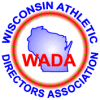 WISCONSIN ATHLETIC
WADA
DIRECTORS ASSOCIATION